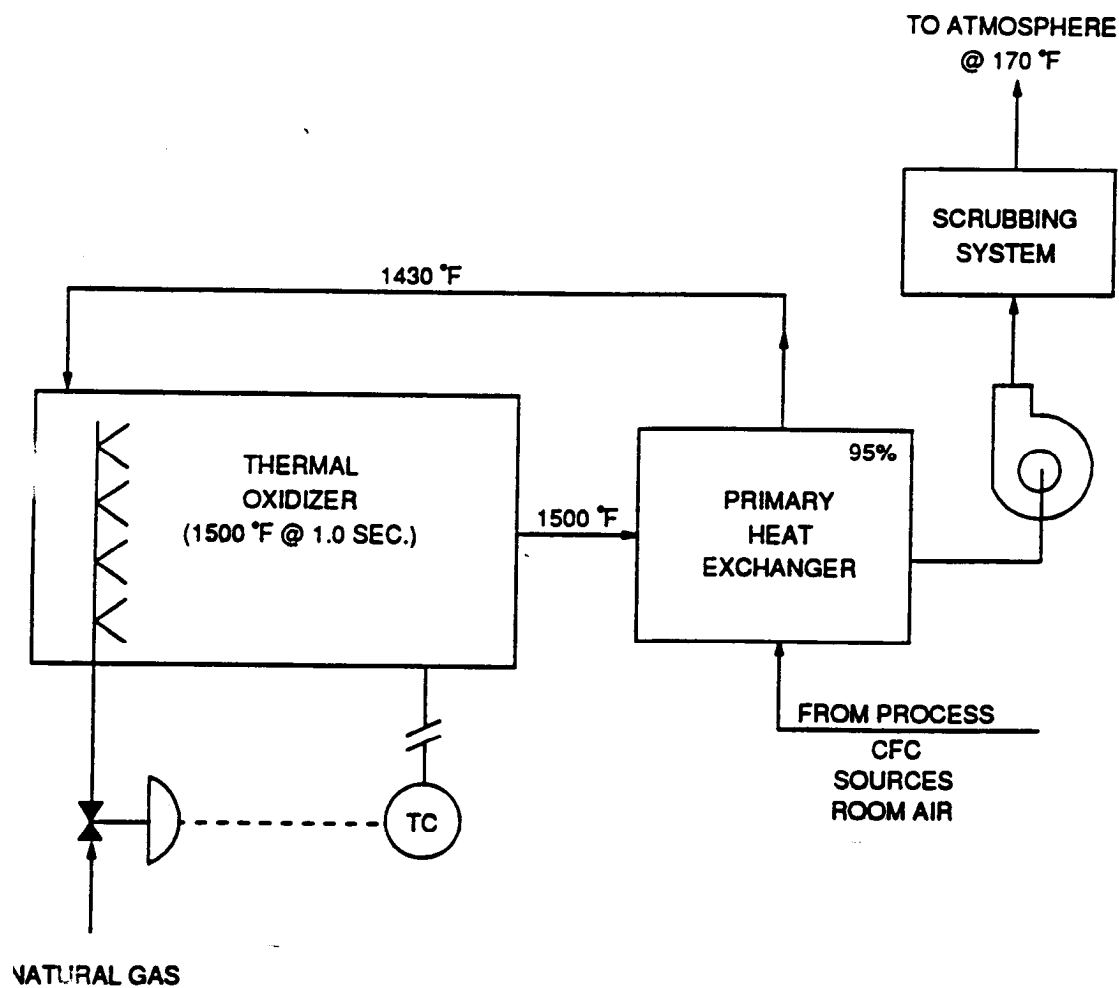 TO ATMOSPHERE
@ 170 °F
SCRUBBING
SYSTEM
1430 °F
THERMAL
OXIDIZER
(1500 °F @ 1.0 SEC.)
1500 °F
95%
PRIMARY
HEAT
EXCHANGER
FROM PROCESS
CFC
SOURCES
ROOM AIR
TC
NATURAL GAS